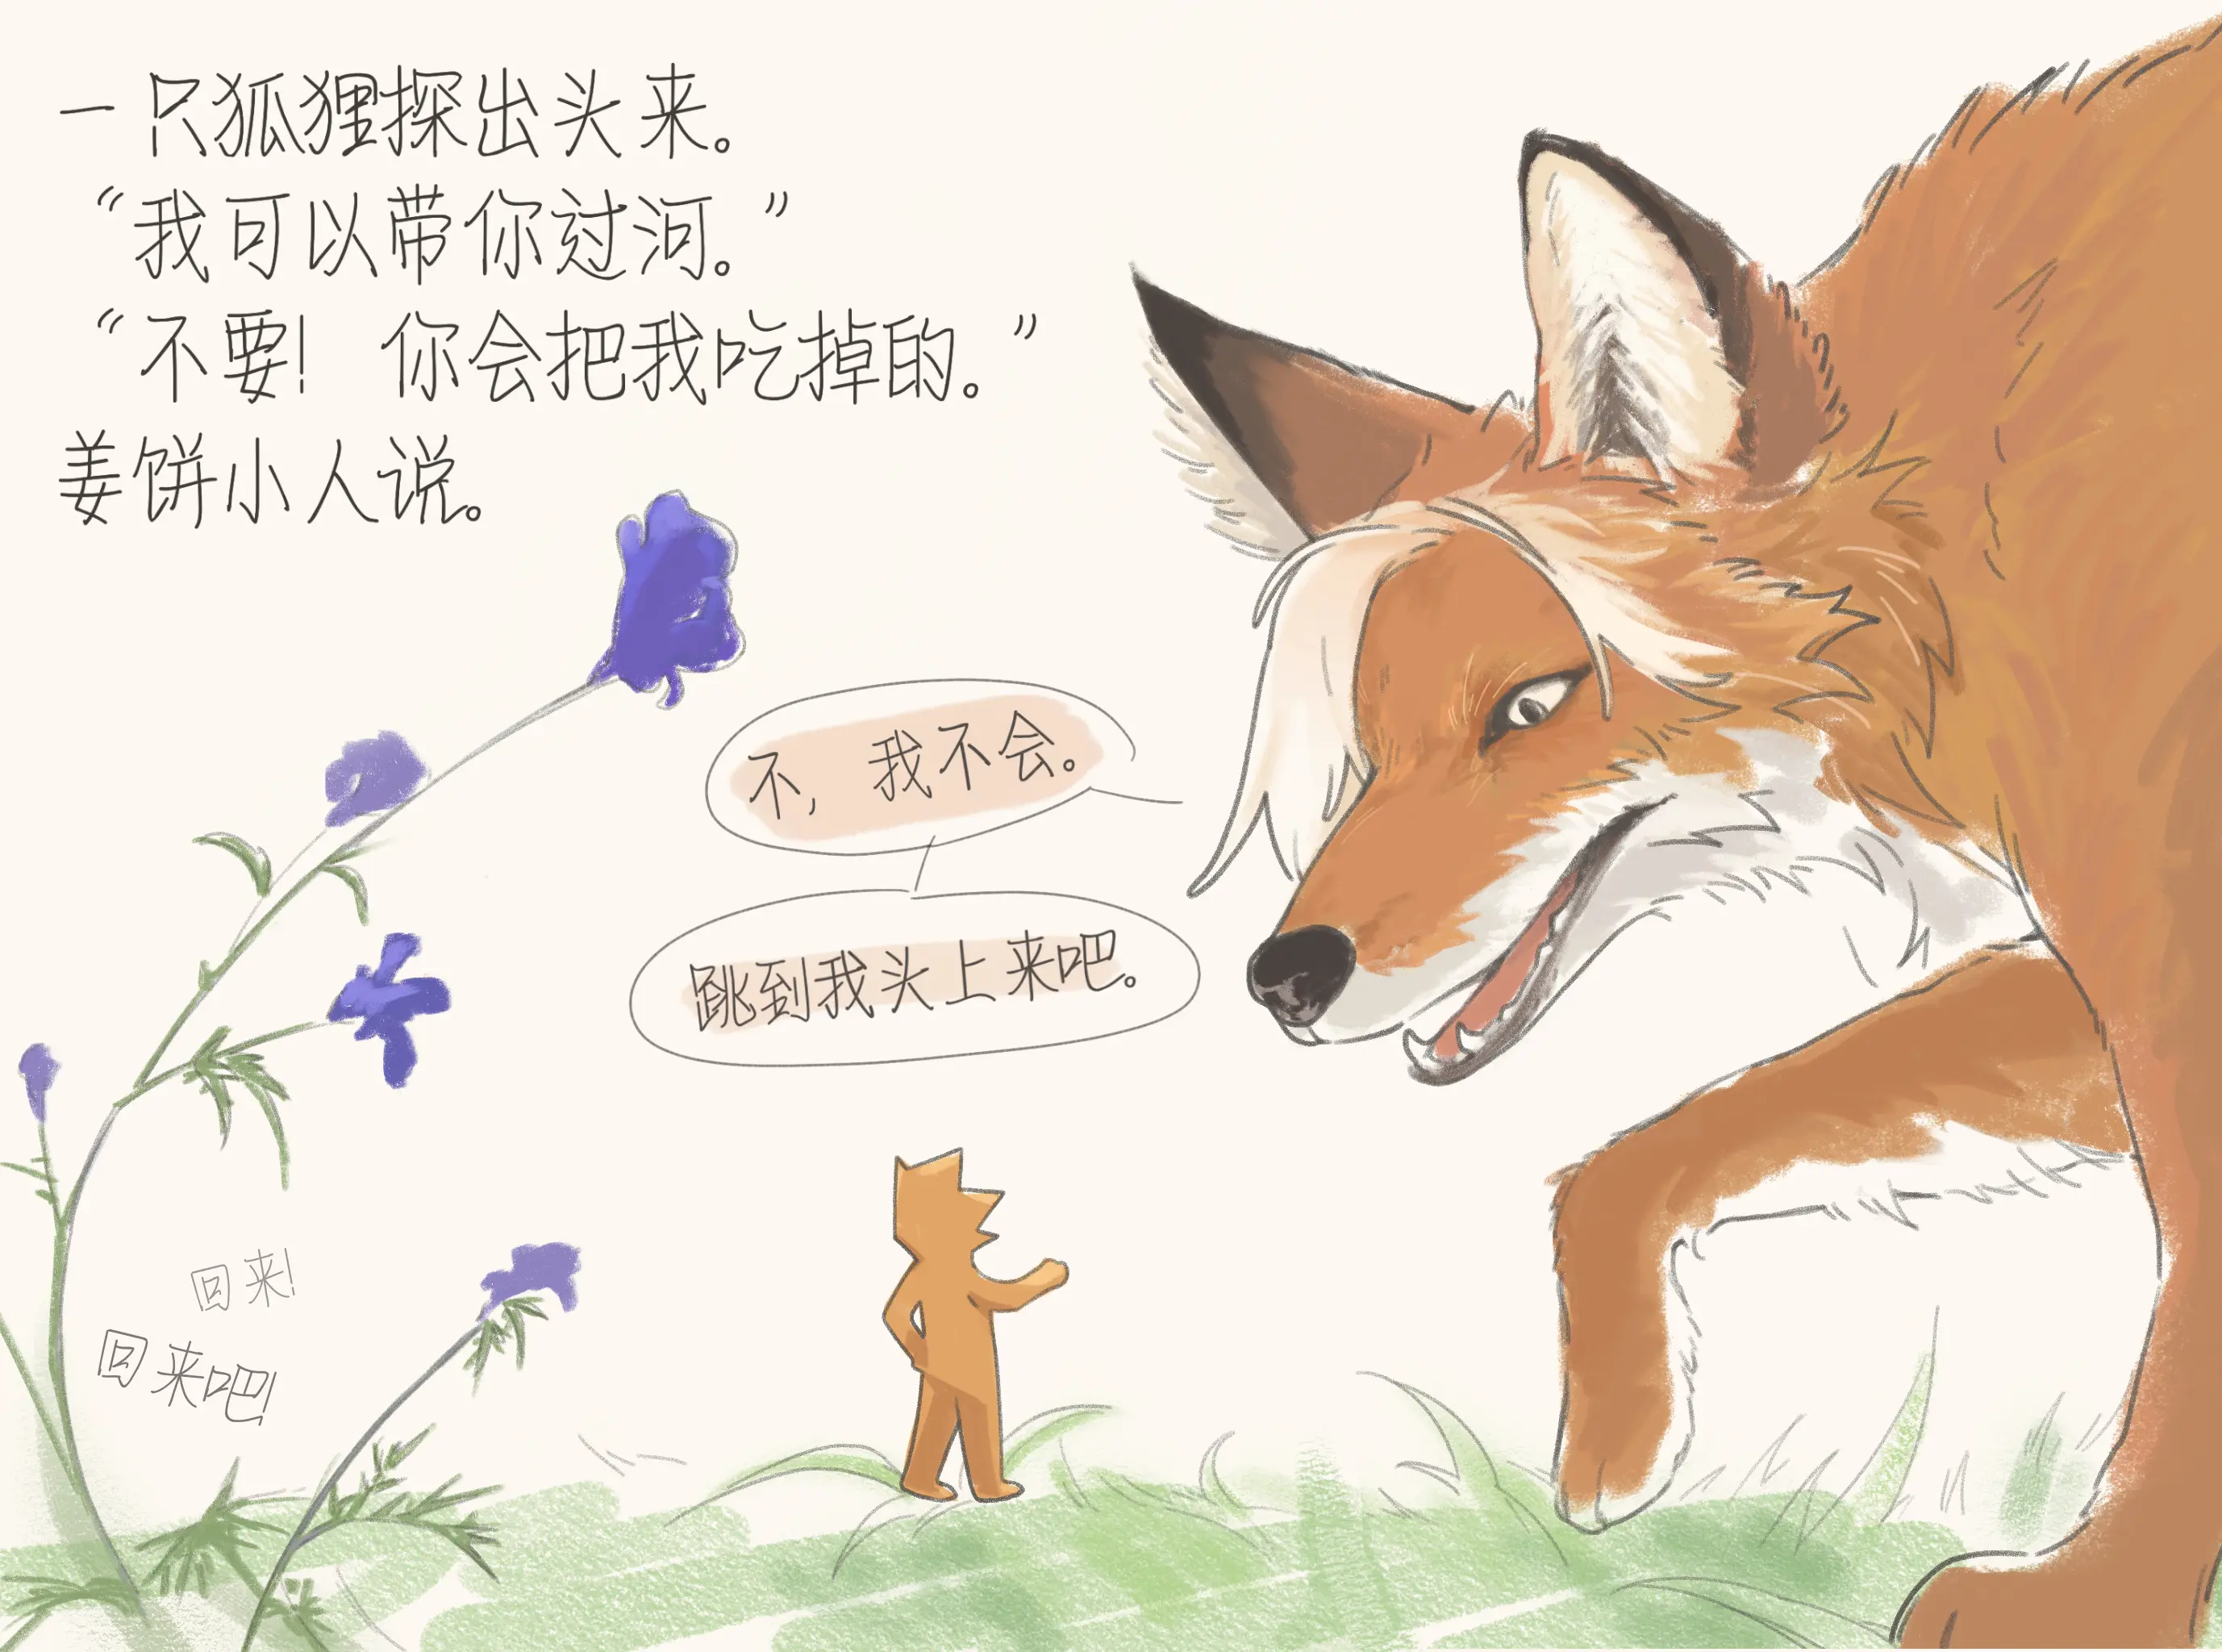 一只狐狸探出头来。
“我可以带你过河。”
“不要! 你会把我吃掉的。”
姜饼小人说。
不, 我不会。
跳到我头上来吧。
回来!
回来吧!